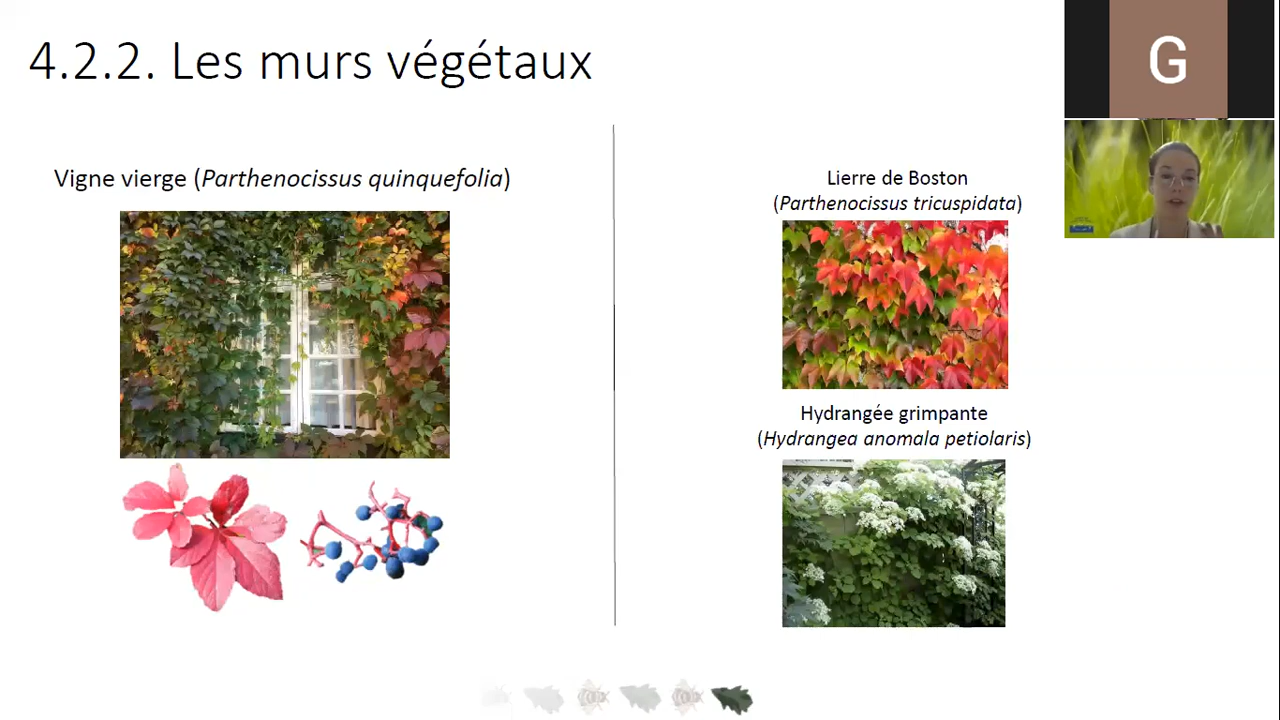 4.2.2. Les murs végétaux
Vigne vierge (Parthenocissus quinquefolia)
Lierre de Boston
(Parthenocissus tricuspidata)
Hydrangée grimpante
(Hydrangea anomala petiolaris)
G